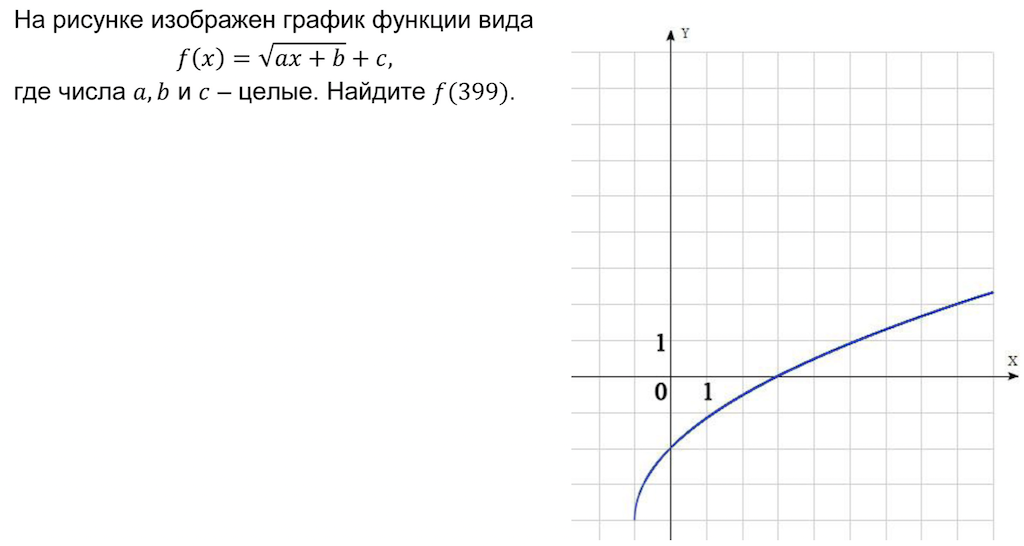 На рисунке изображен график функции вида
f(x) = √(ax + b) + c,
где числа a, b и c – целые. Найдите f(399).
Y
1
X
0 1